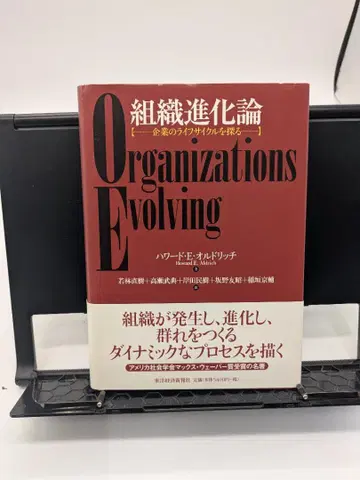 組織進化論
【──企業のライフサイクルを探る──】
Organizations
Evolving
ハワード・E・オルドリッチ
Howard E. Aldrich
著
若林直樹+高瀬武典+岸田民樹+坂野友昭+稲垣京輔
訳
組織が発生し、進化し、
群れをつくる
ダイナミックなプロセスを描く
アメリカ社会学会マックス・ウェーバー賞受賞の名著
東洋経済新報社